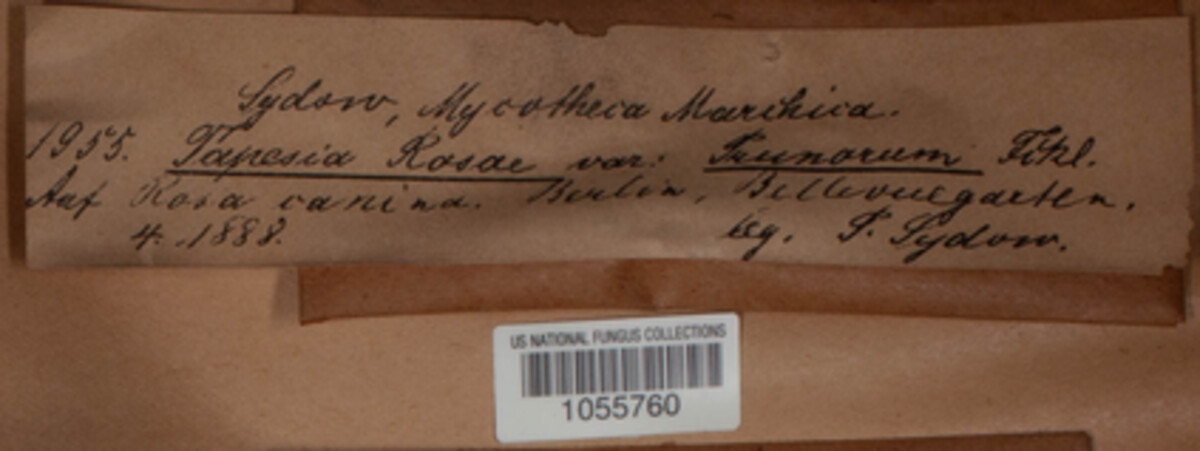 Sydow, Mycotheca Marchica.
1955. Tapesia Rosae var: Prunorum Fckl.
Auf Rosa canina. Berlin, Bellevuegarten.
4. 1888. leg. P. Sydow.
US NATIONAL FUNGUS COLLECTIONS
1055760